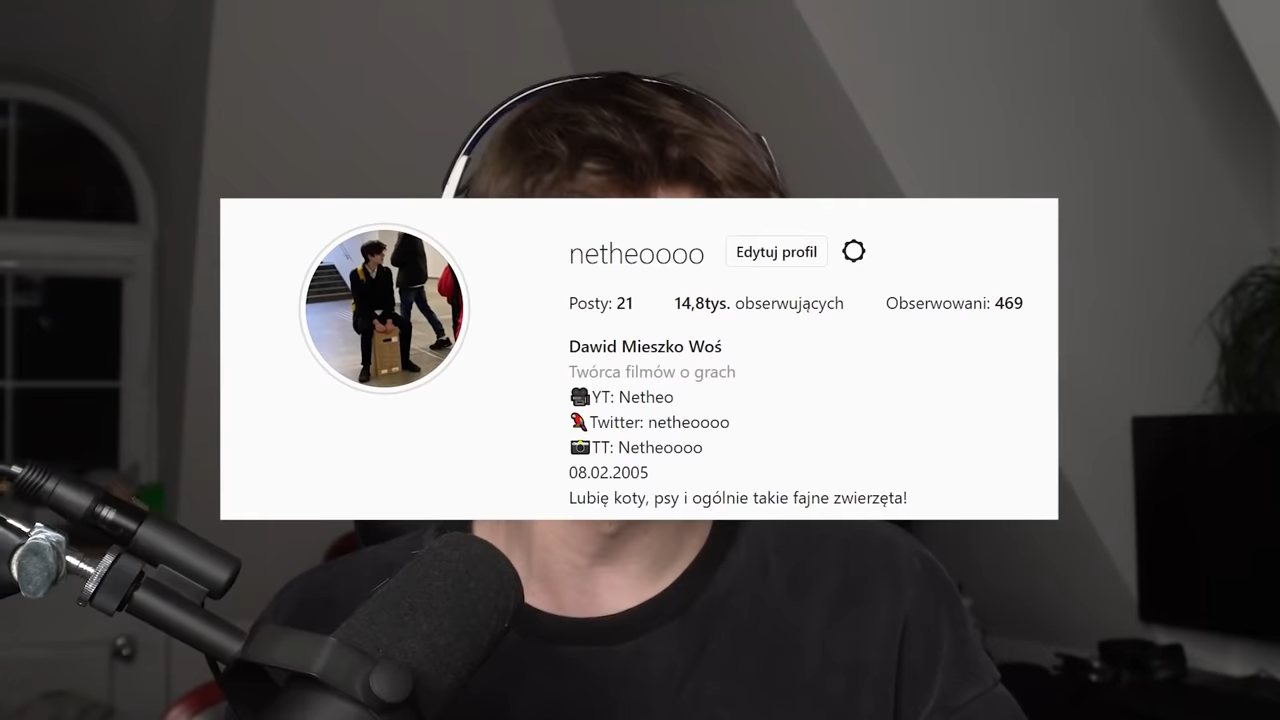 netheoooo Edytuj profil
Posty: 21 14,8tys. obserwujących Obserwowani: 469
Dawid Mieszko Woś
Twórca filmów o grach
🎥YT: Netheo
🦜Twitter: netheoooo
📷TT: Netheoooo
08.02.2005
Lubię koty, psy i ogólnie takie fajne zwierzęta!